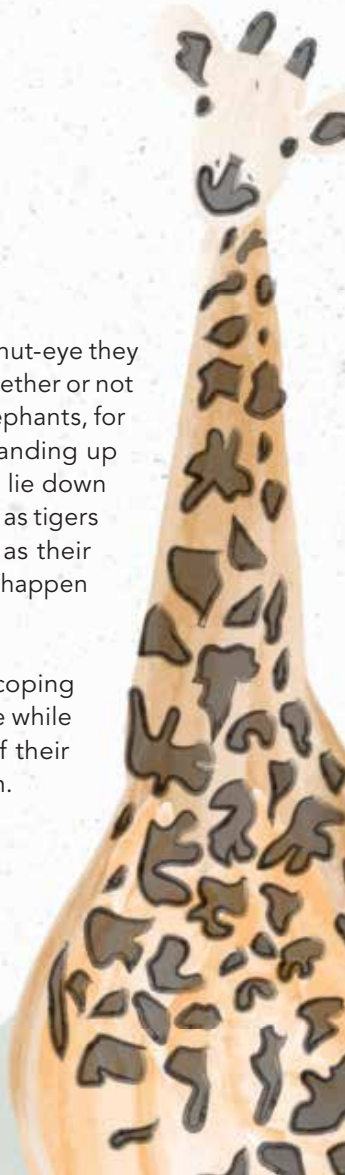 hut-eye they
ether or not
ephants, for
anding up
lie down
as tigers
as their
happen
coping
e while
f their
n.